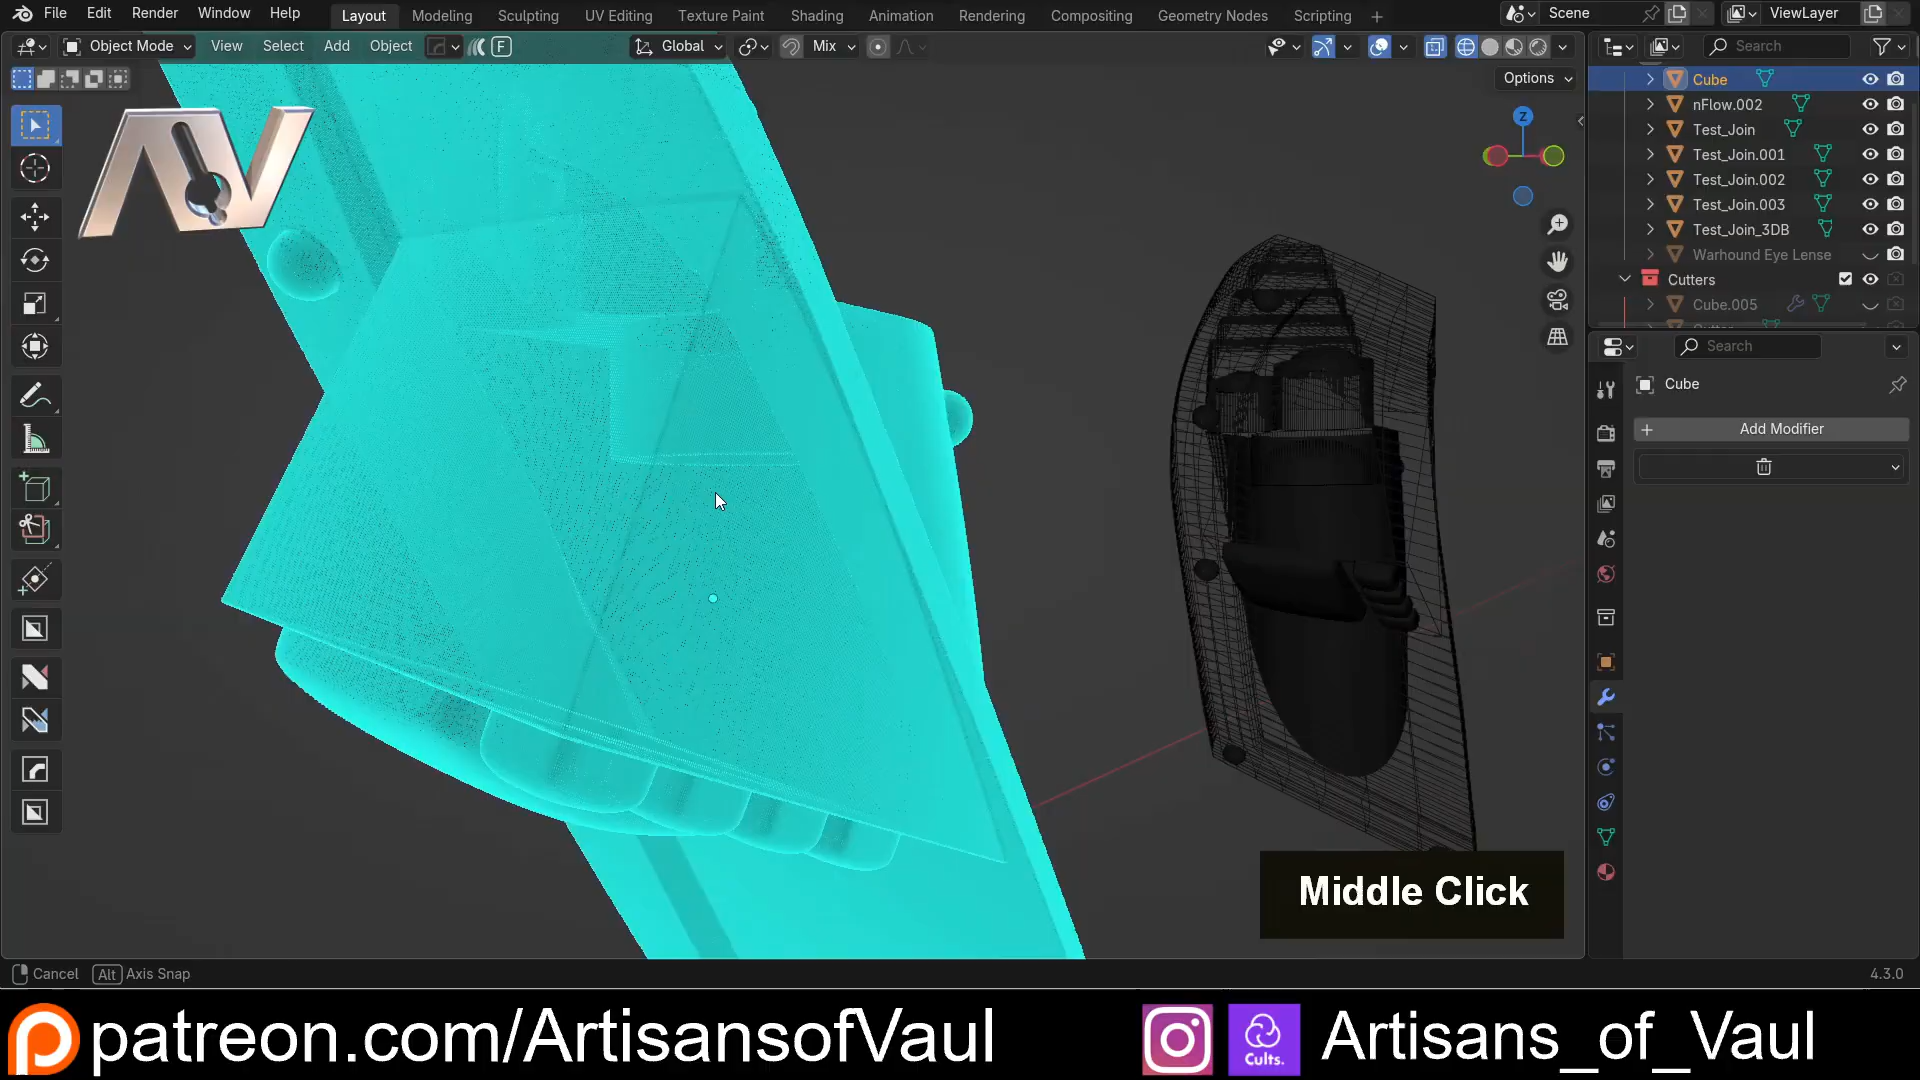 File Edit Render Window Help Layout Modeling Sculpting UV Editing Texture Paint Shading Animation Rendering Compositing Geometry Nodes Scripting + Scene ViewLayer
Object Mode View Select Add Object F Global Mix Search
Options
Cube
nFlow.002
Test_Join
Test_Join.001
Test_Join.002
Test_Join.003
Test_Join_3DB
Warhound Eye Lense
Cutters
Cube.005
Z
AV
Search
Cube
+ Add Modifier
Middle Click
Cancel Alt Axis Snap 4.3.0
patreon.com/ArtisansofVaul
Cults.
Artisans_of_Vaul